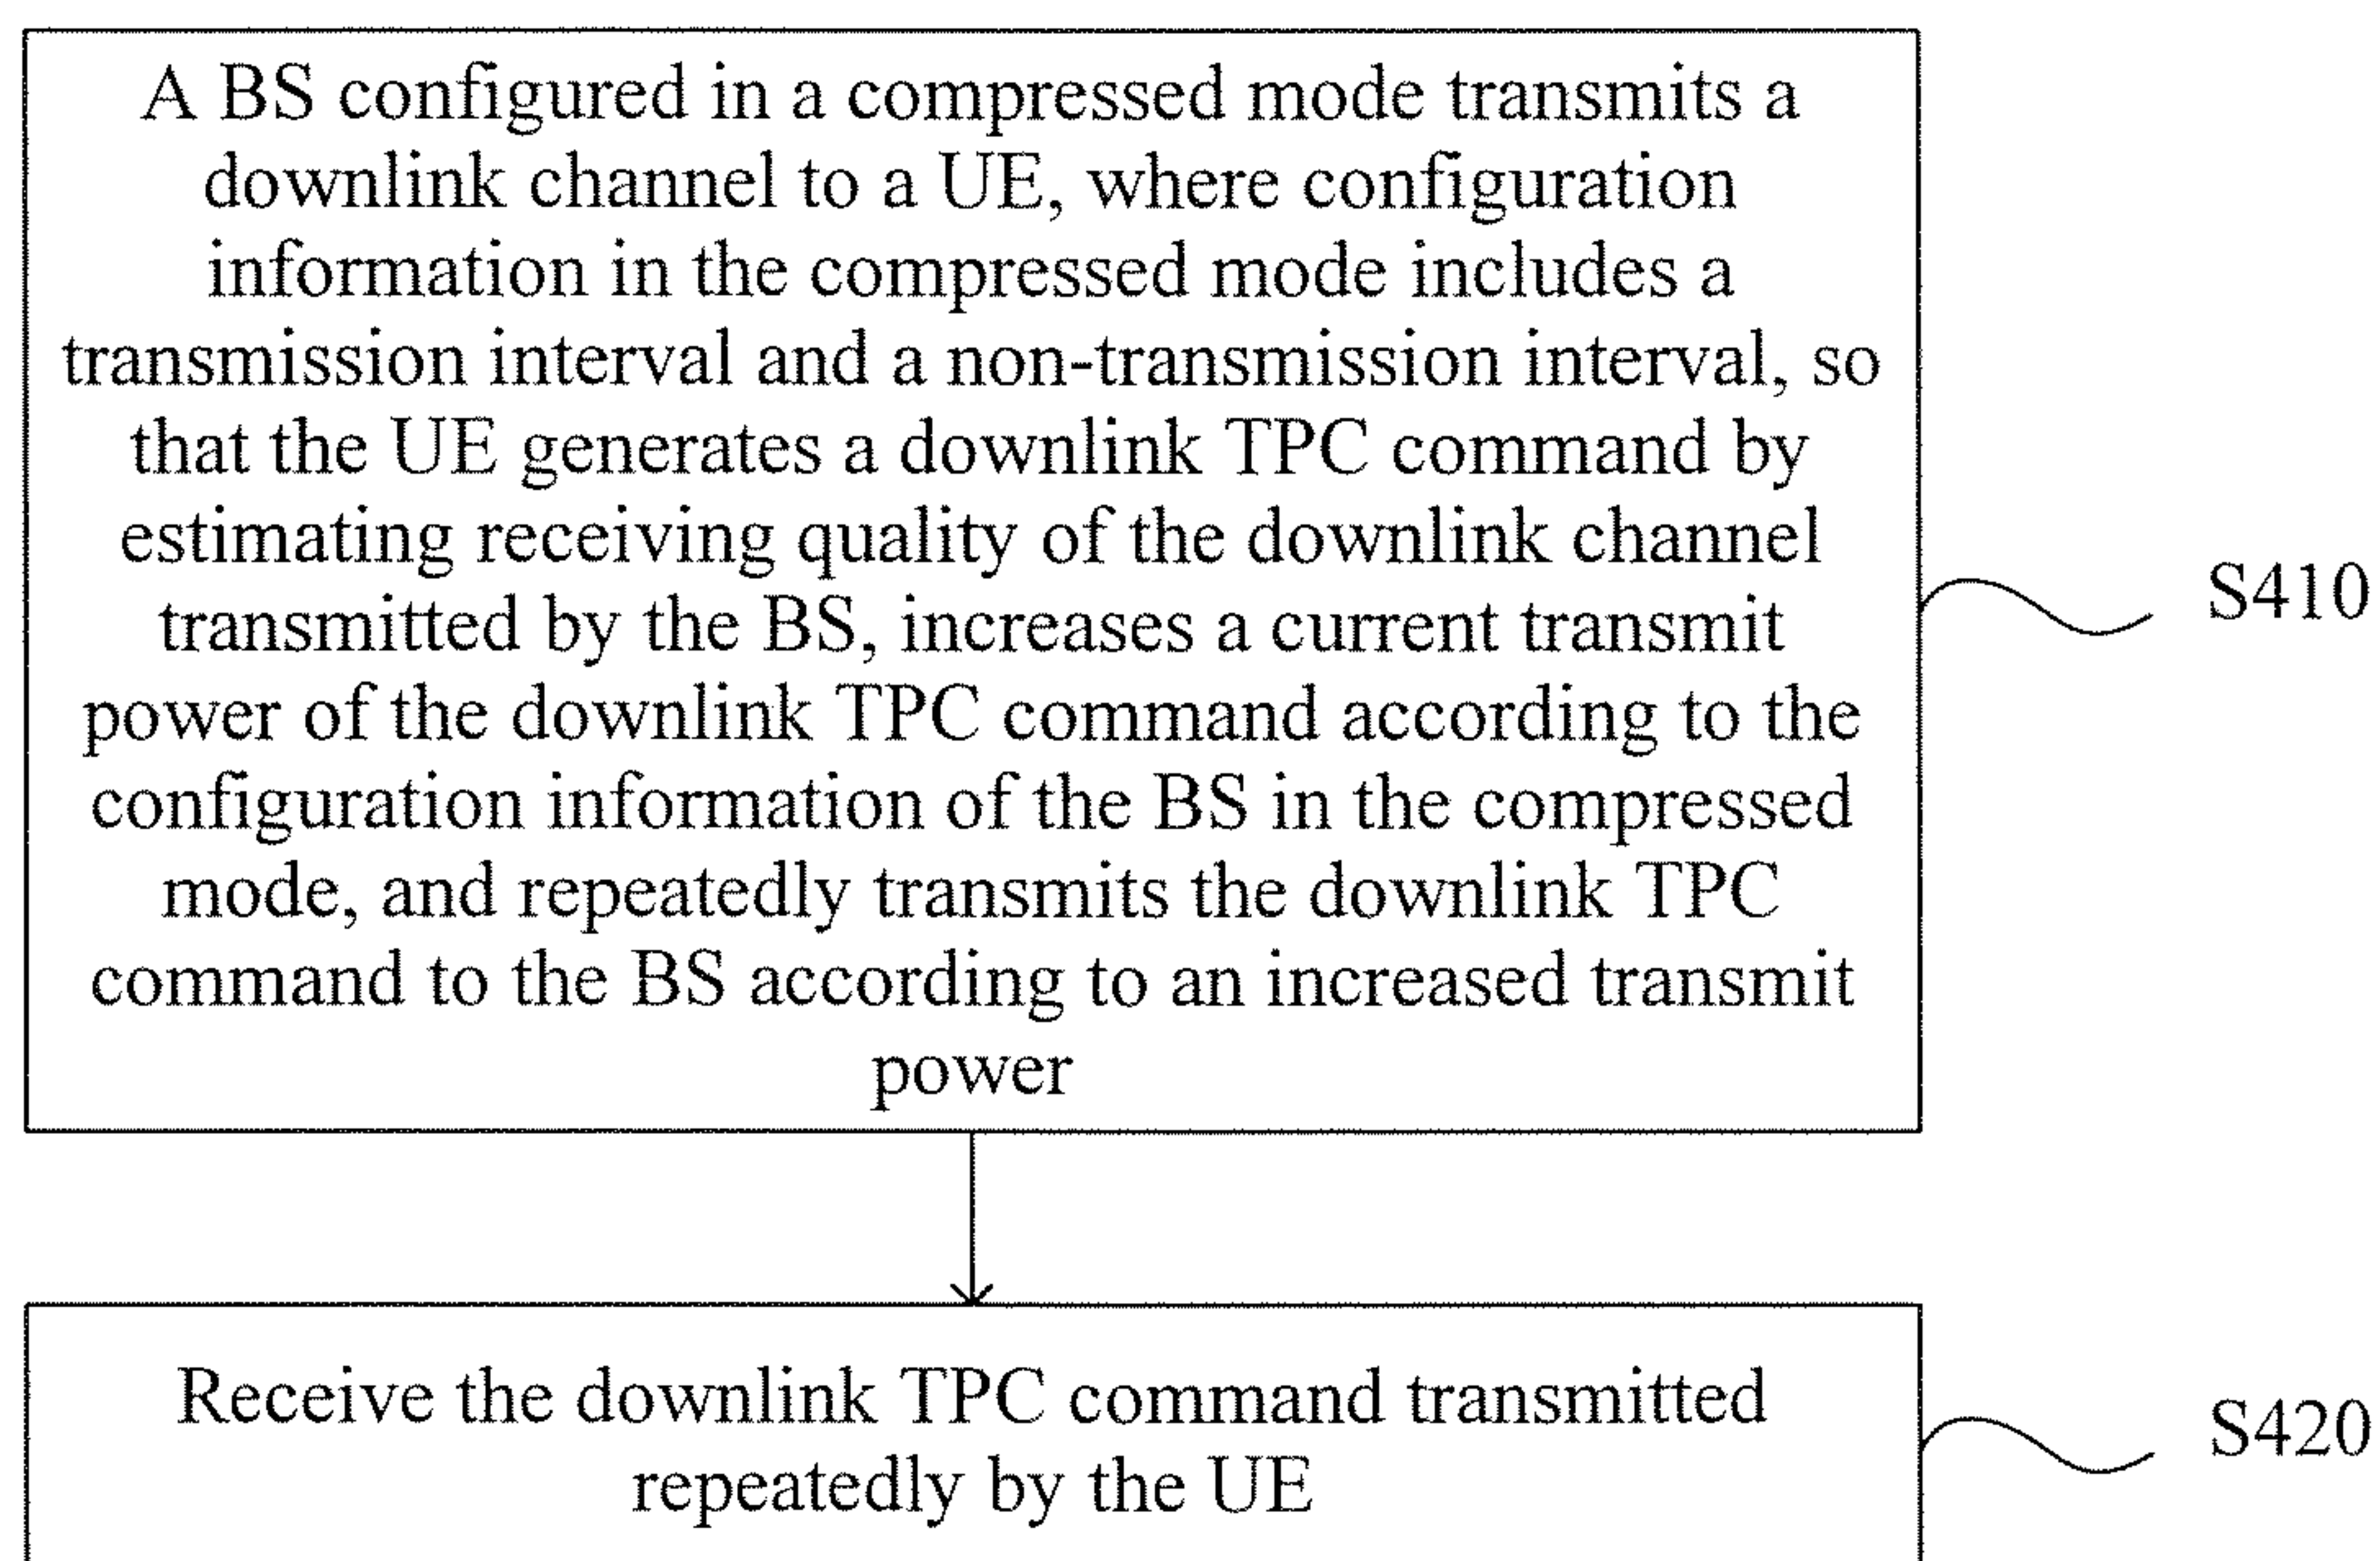 A BS configured in a compressed mode transmits a
downlink channel to a UE, where configuration
information in the compressed mode includes a
transmission interval and a non-transmission interval, so
that the UE generates a downlink TPC command by
estimating receiving quality of the downlink channel
transmitted by the BS, increases a current transmit
power of the downlink TPC command according to the
configuration information of the BS in the compressed
mode, and repeatedly transmits the downlink TPC
command to the BS according to an increased transmit
power
S410
Receive the downlink TPC command transmitted
repeatedly by the UE
S420